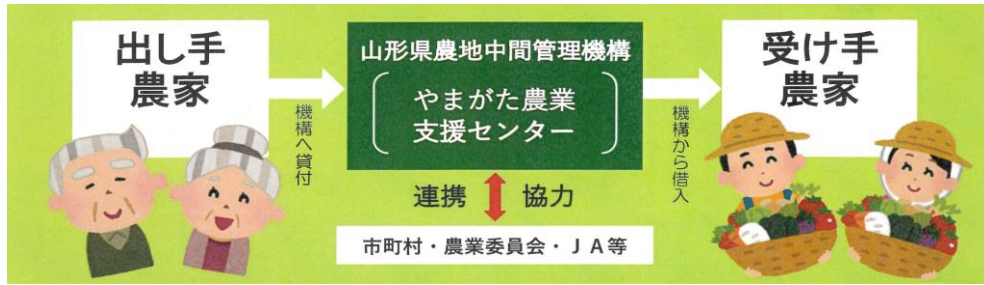 出し手
農家
機構へ貸付
山形県農地中間管理機構
やまがた農業
支援センター
連携
協力
市町村・農業委員会・ＪＡ等
機構から借入
受け手
農家